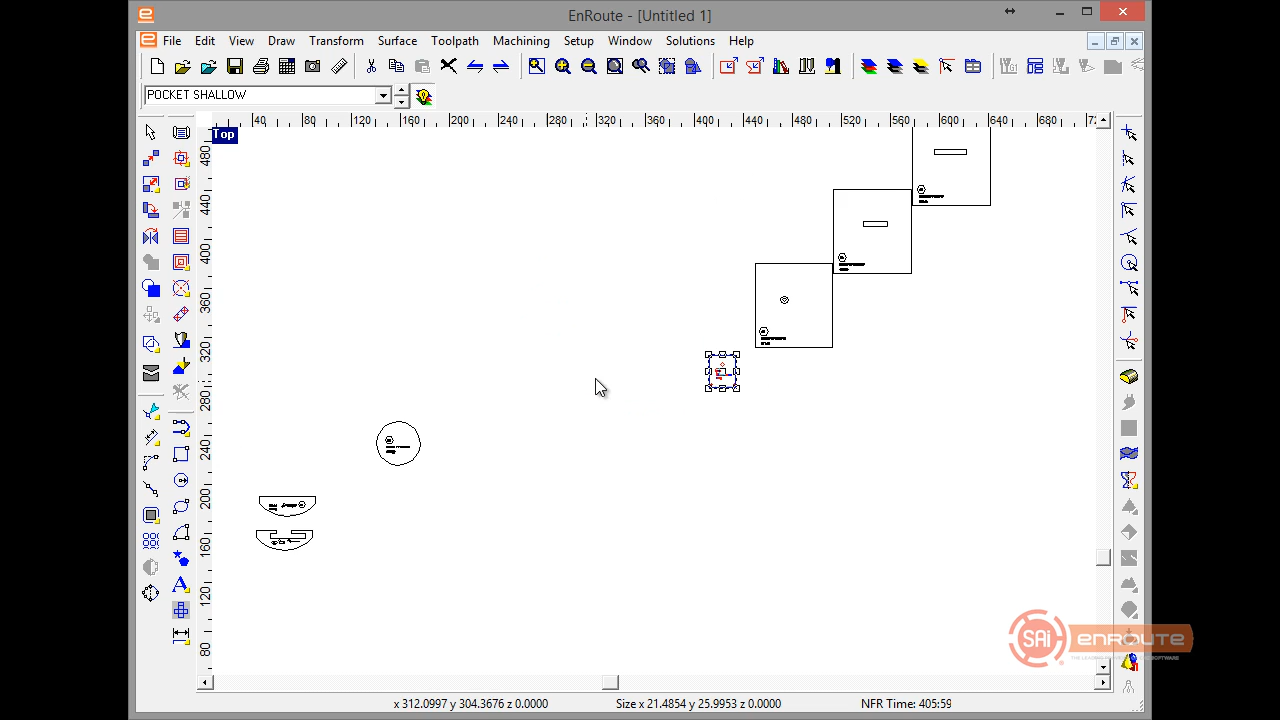 EnRoute - [Untitled 1]
File Edit View Draw Transform Surface Toolpath Machining Setup Window Solutions Help
POCKET SHALLOW
Top
40 80 120 160 200 240 280 320 360 400 440 480 520 560 600 640 680
480
440
400
360
320
280
240
200
160
120
80
SAi ENROUTE
x 312.0997 y 304.3676 z 0.0000 Size x 21.4854 y 25.9953 z 0.0000 NFR Time: 405:59